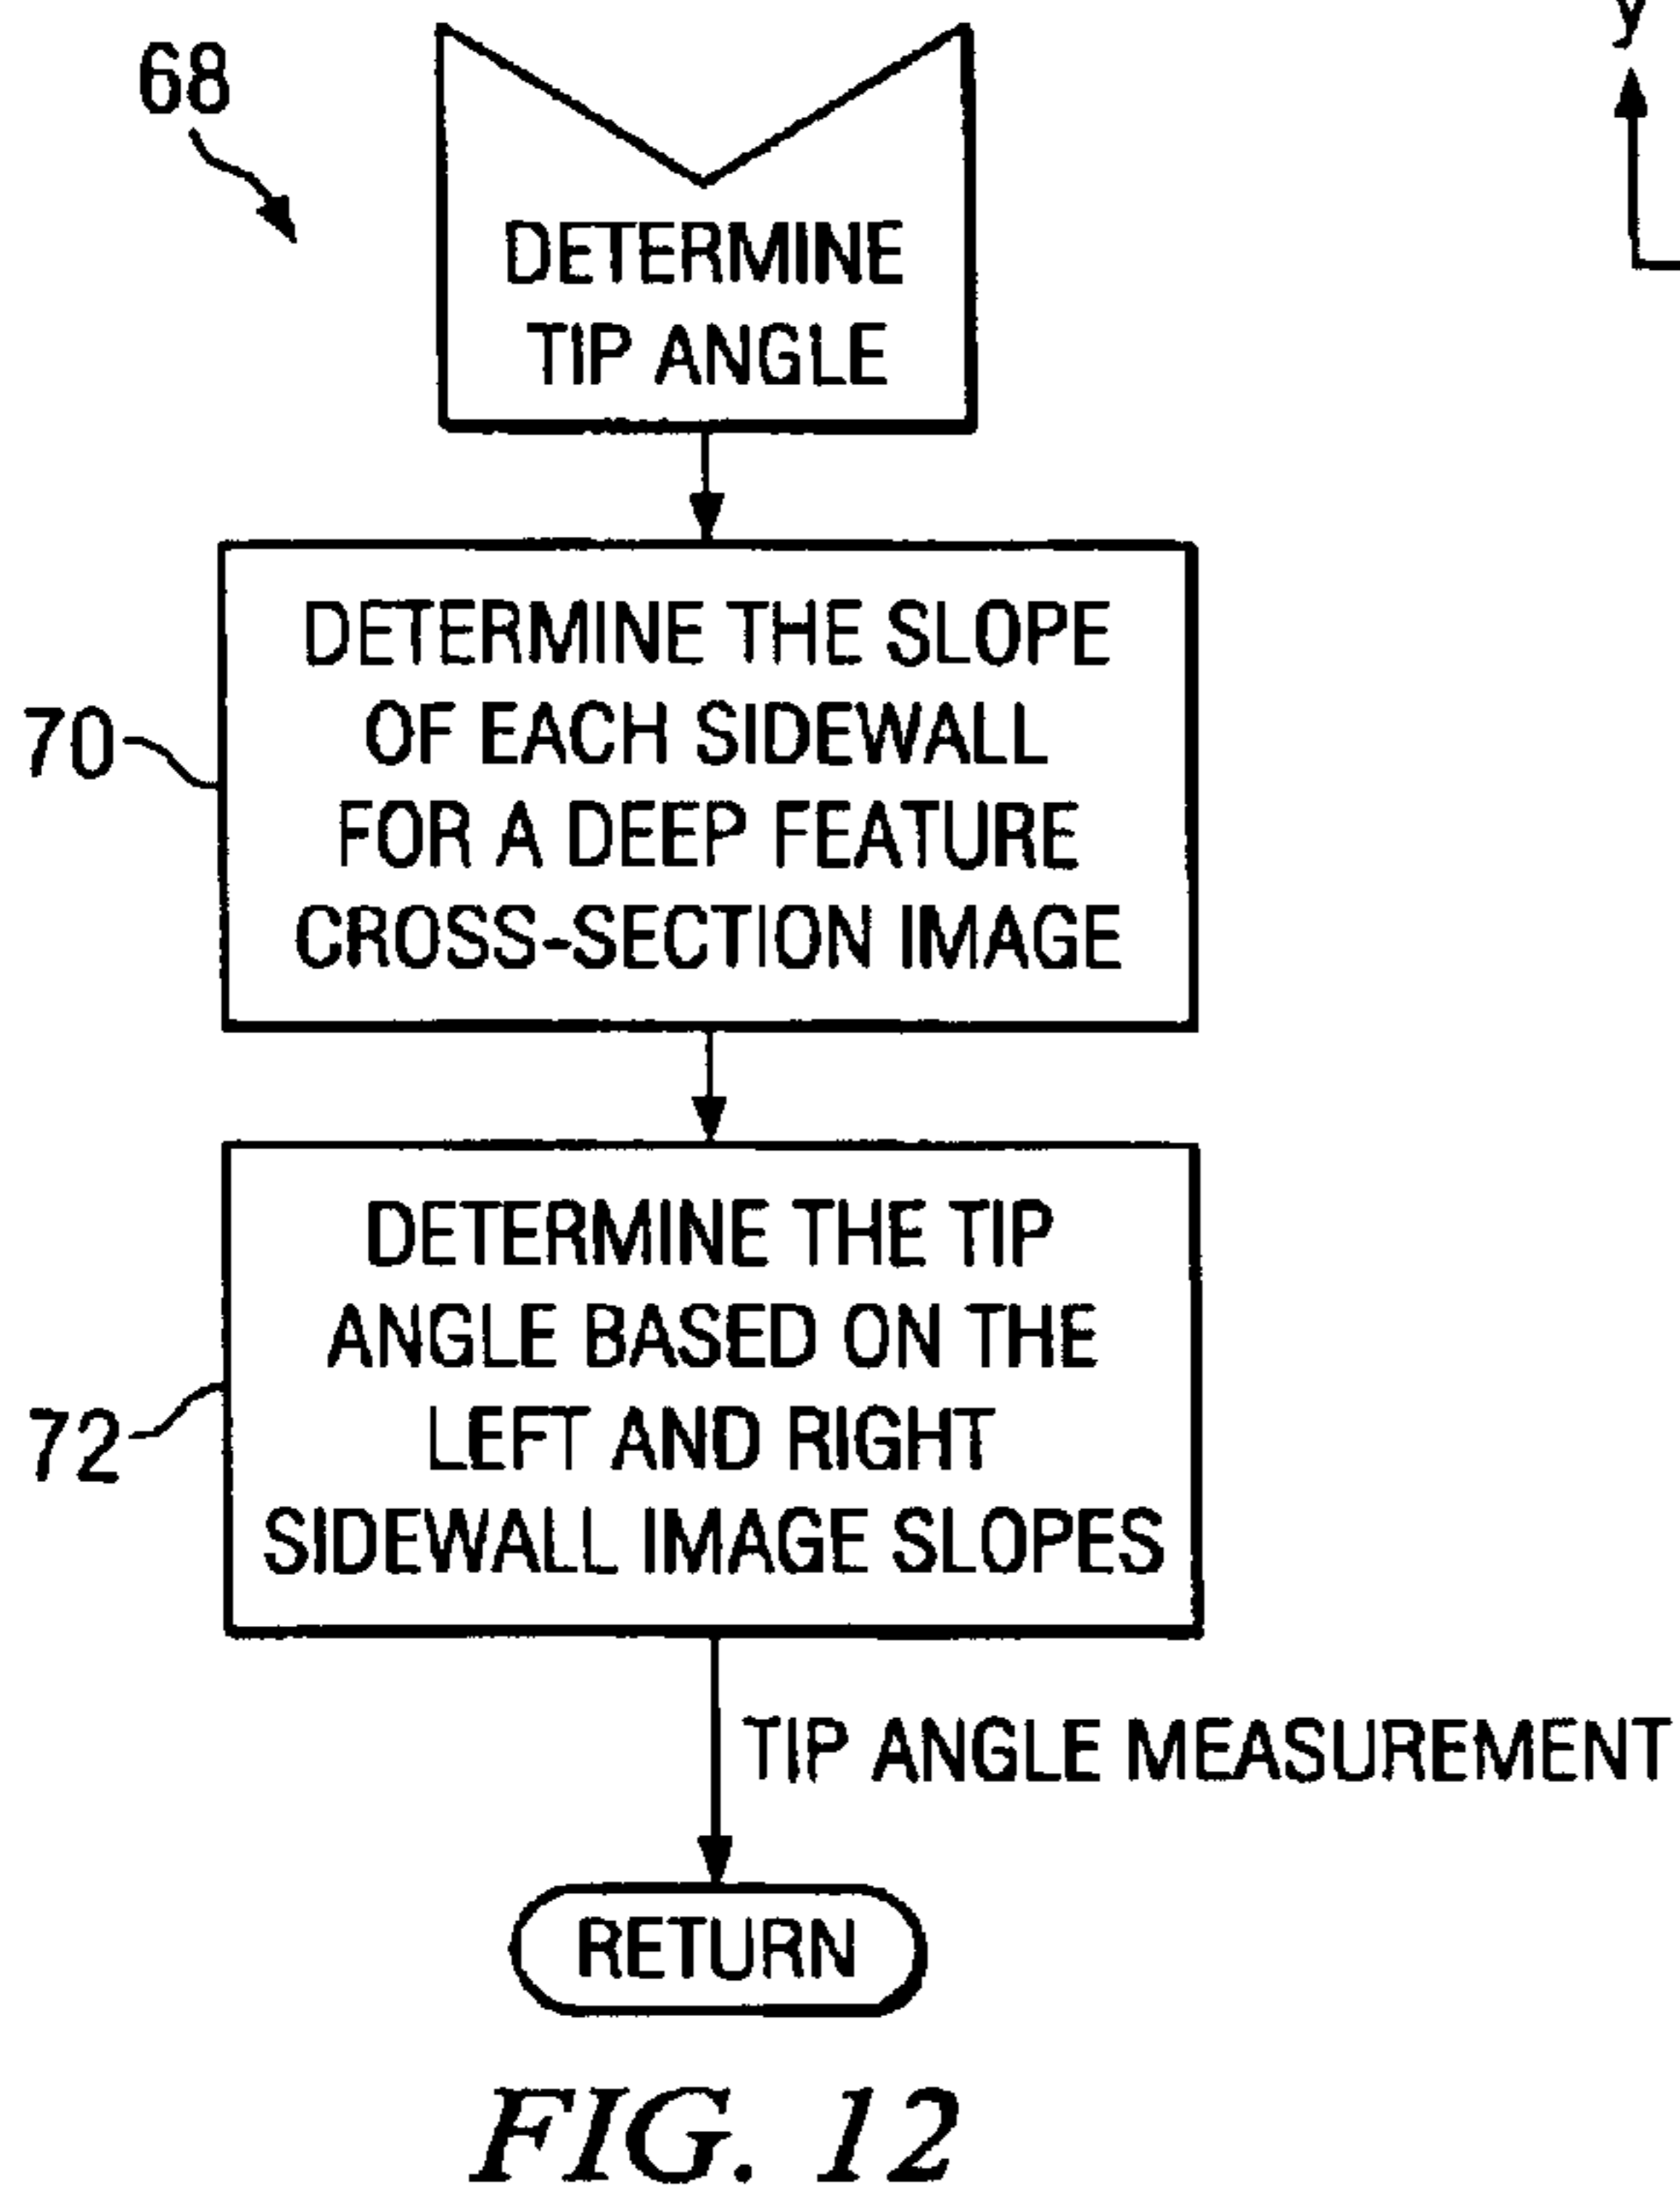 68
y
DETERMINE
TIP ANGLE
70
DETERMINE THE SLOPE
OF EACH SIDEWALL
FOR A DEEP FEATURE
CROSS-SECTION IMAGE
72
DETERMINE THE TIP
ANGLE BASED ON THE
LEFT AND RIGHT
SIDEWALL IMAGE SLOPES
TIP ANGLE MEASUREMENT
RETURN
FIG. 12